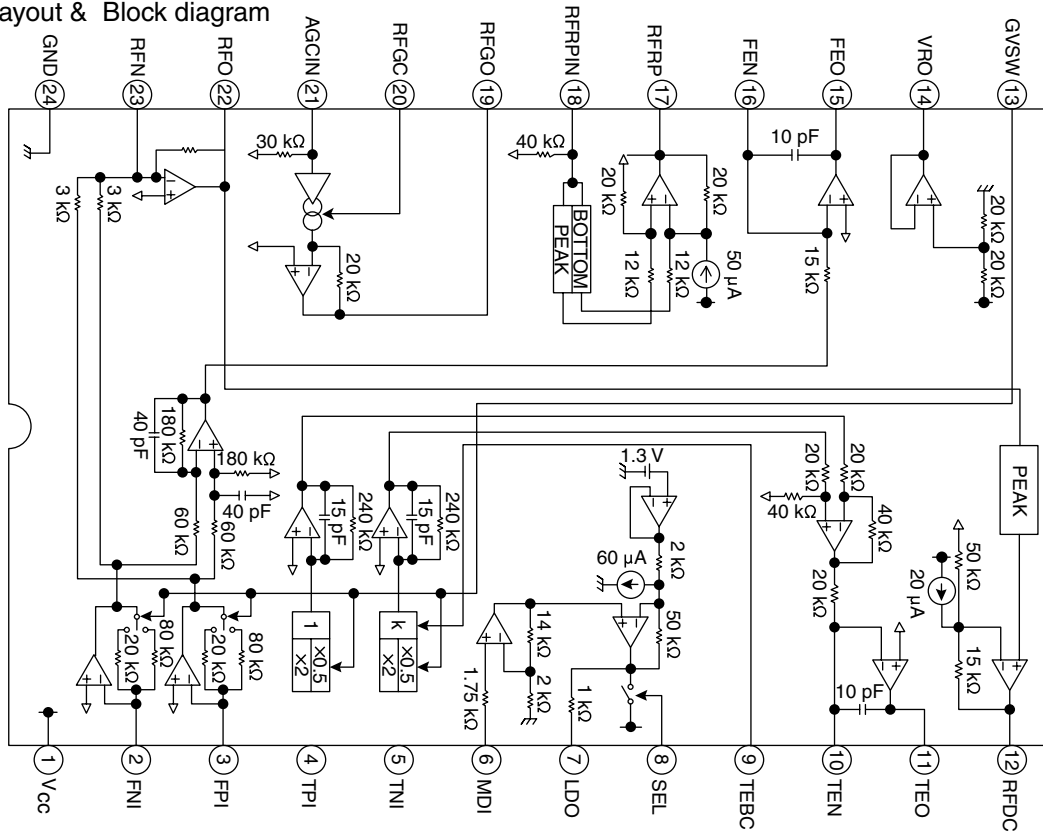 ayout & Block diagram
GND 24
RFN 23
RFO 22
AGCIN 21
RFGC 20
RFGO 19
RFRPIN 18
RFRP 17
FEN 16
FEO 15
VRO 14
GVSW 13
3 kΩ
3 kΩ
30 kΩ
20 kΩ
40 kΩ
BOTTOM
PEAK
20 kΩ
20 kΩ
12 kΩ
12 kΩ
50 µA
10 pF
15 kΩ
20 kΩ
20 kΩ
180 kΩ
40 pF
180 kΩ
40 pF
60 kΩ
60 kΩ
15 pF
240 kΩ
15 pF
240 kΩ
1.3 V
2 kΩ
60 µA
50 kΩ
20 kΩ
20 kΩ
40 kΩ
40 kΩ
20 kΩ
PEAK
50 kΩ
20 µA
15 kΩ
20 kΩ
80 kΩ
20 kΩ
80 kΩ
1
×0.5
×2
k
×0.5
×2
14 kΩ
2 kΩ
1.75 kΩ
1 kΩ
10 pF
1 Vcc
2 FNI
3 FPI
4 TPI
5 TNI
6 MDI
7 LDO
8 SEL
9 TEBC
10 TEN
11 TEO
12 RFDC